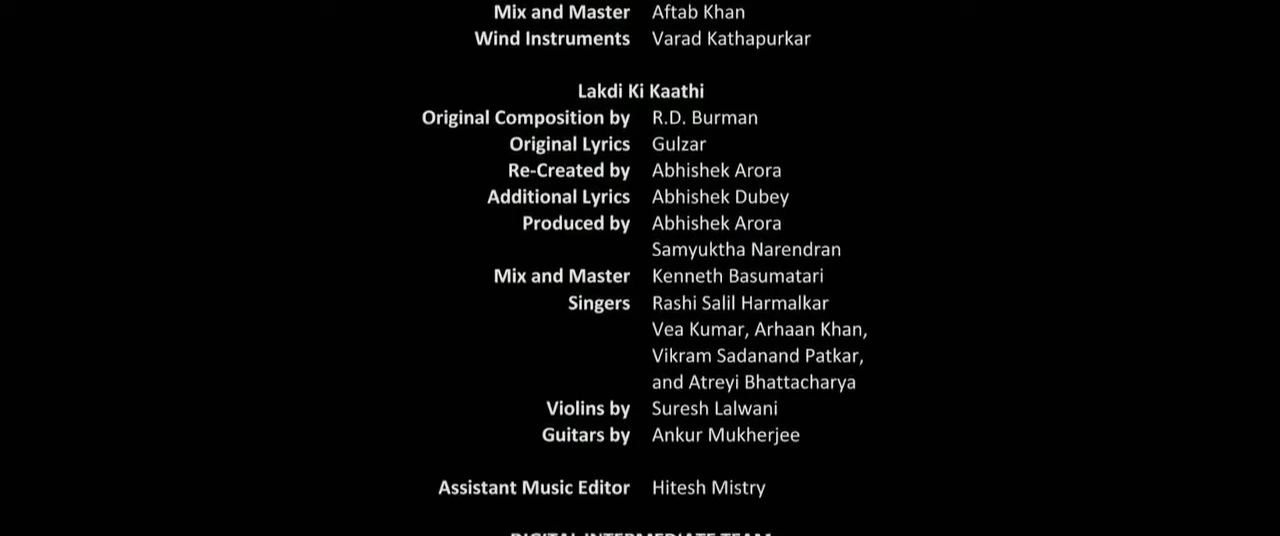 Mix and Master Aftab Khan
Wind Instruments Varad Kathapurkar
Lakdi Ki Kaathi
Original Composition by R.D. Burman
Original Lyrics Gulzar
Re-Created by Abhishek Arora
Additional Lyrics Abhishek Dubey
Produced by Abhishek Arora
Samyuktha Narendran
Mix and Master Kenneth Basumatari
Singers Rashi Salil Harmalkar
Vea Kumar, Arhaan Khan,
Vikram Sadanand Patkar,
and Atreyi Bhattacharya
Violins by Suresh Lalwani
Guitars by Ankur Mukherjee
Assistant Music Editor Hitesh Mistry
DIGITAL INTERMEDIATE TEAM